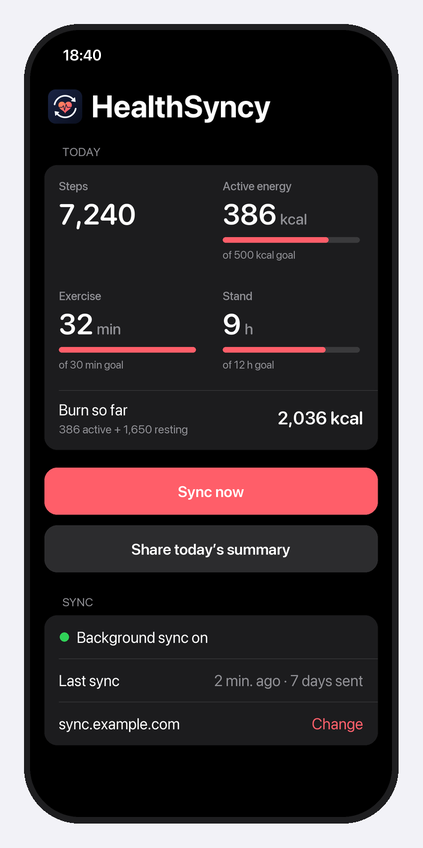 18:40
HealthSyncy
TODAY
Steps
7,240
Active energy
386 kcal
of 500 kcal goal
Exercise
32 min
of 30 min goal
Stand
9 h
of 12 h goal
Burn so far
386 active + 1,650 resting
2,036 kcal
Sync now
Share today’s summary
SYNC
Background sync on
Last sync
2 min. ago · 7 days sent
sync.example.com
Change